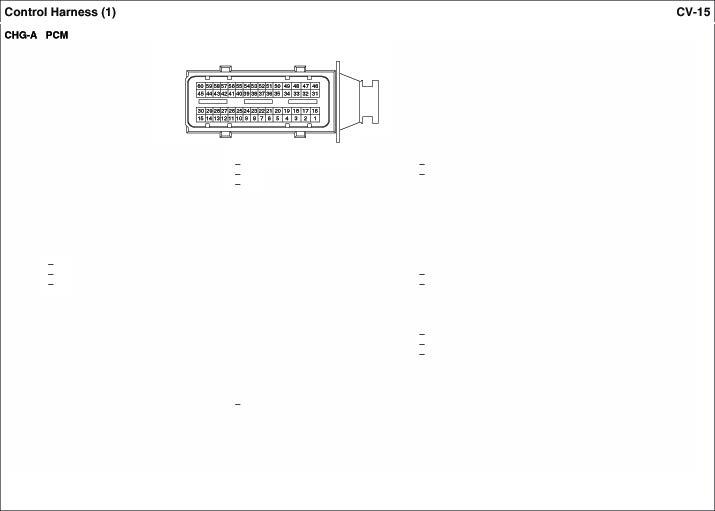 Control Harness (1) CV-15
CHG-A PCM
60 59 58 57 56 55 54 53 52 51 50 49 48 47 46
45 44 43 42 41 40 39 38 37 36 35 34 33 32 31
30 29 28 27 26 25 24 23 22 21 20 19 18 17 16
15 14 13 12 11 10 9 8 7 6 5 4 3 2 1
– –
– –
–
–
– –
– –
–
–
–
–